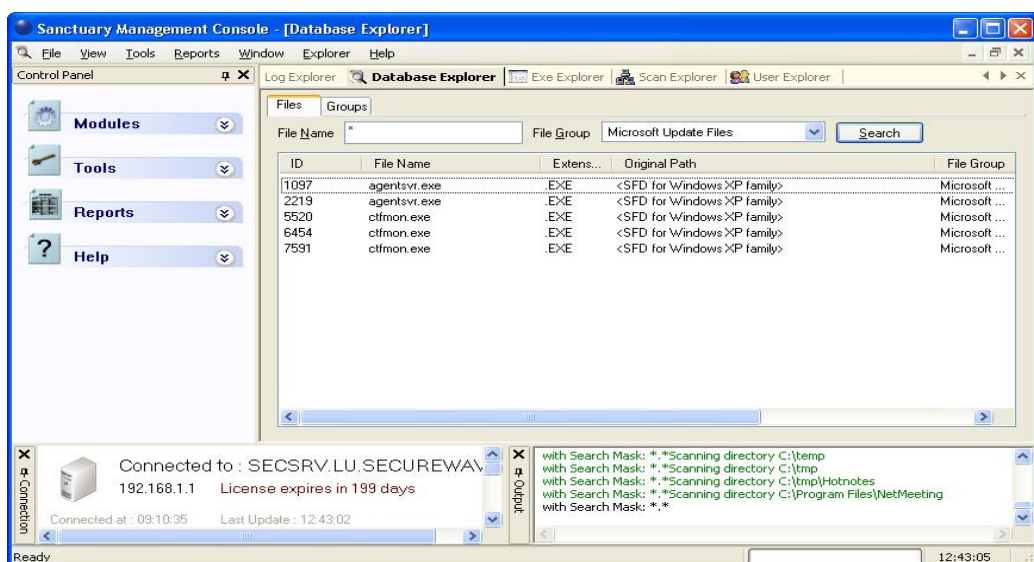 Sanctuary Management Console - [Database Explorer]
File View Tools Reports Window Explorer Help
Control Panel
Log Explorer Database Explorer Exe Explorer Scan Explorer User Explorer
Modules
Tools
Reports
Help
Files Groups
File Name * File Group Microsoft Update Files Search
ID File Name Extens... Original Path File Group
1097 agentsvr.exe .EXE <SFD for Windows XP family> Microsoft ...
2219 agentsvr.exe .EXE <SFD for Windows XP family> Microsoft ...
5520 ctfmon.exe .EXE <SFD for Windows XP family> Microsoft ...
6454 ctfmon.exe .EXE <SFD for Windows XP family> Microsoft ...
7591 ctfmon.exe .EXE <SFD for Windows XP family> Microsoft ...
Connection
Connected to : SECSRV.LU.SECUREWAV
192.168.1.1 License expires in 199 days
Connected at : 09:10:35 Last Update : 12:43:02
Output
with Search Mask: *.*Scanning directory C:\temp
with Search Mask: *.*Scanning directory C:\tmp
with Search Mask: *.*Scanning directory C:\tmp\Hotnotes
with Search Mask: *.*Scanning directory C:\Program Files\NetMeeting
with Search Mask: *.*
Ready 12:43:05